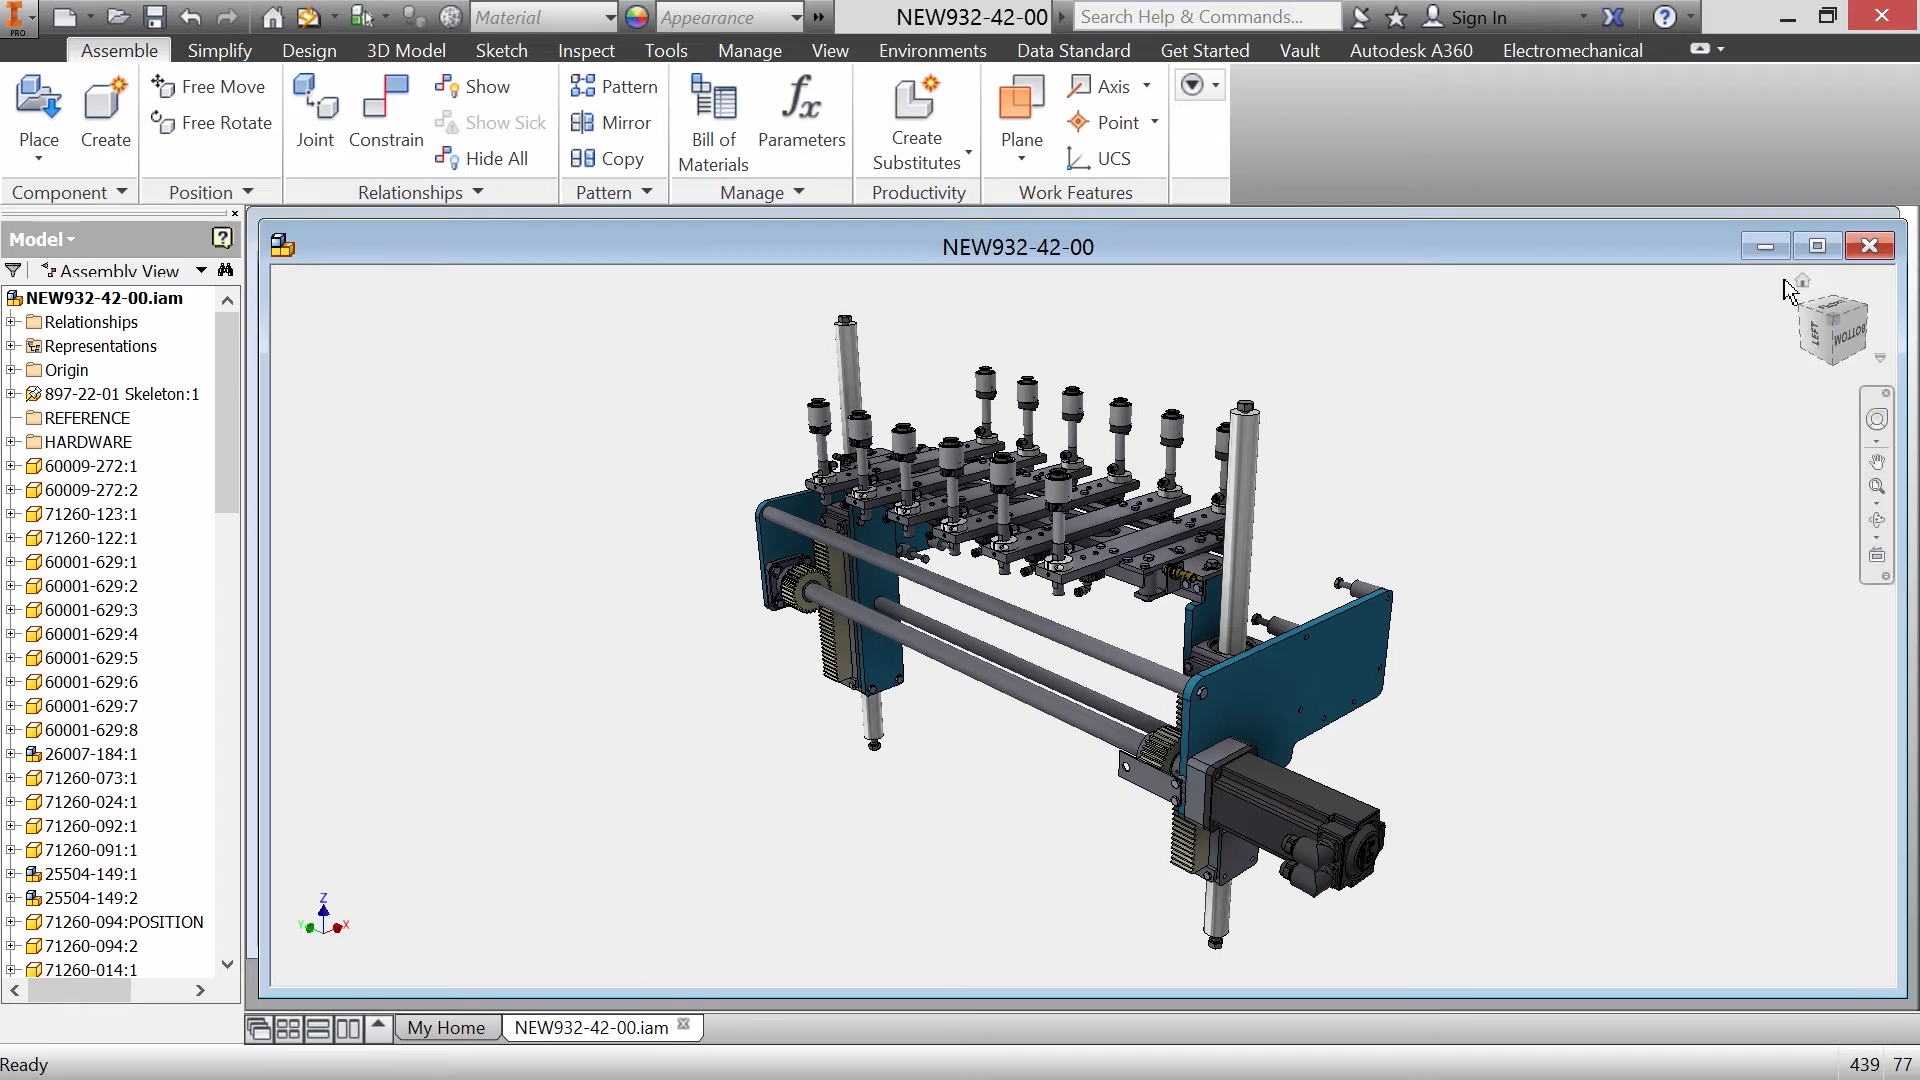 PRO
Material
Appearance
NEW932-42-00
Search Help & Commands...
Sign In
Assemble Simplify Design 3D Model Sketch Inspect Tools Manage View Environments Data Standard Get Started Vault Autodesk A360 Electromechanical
Place
Create
Free Move
Free Rotate
Joint
Constrain
Show
Show Sick
Hide All
Pattern
Mirror
Copy
Bill of
Materials
Parameters
Create
Substitutes
Plane
Axis
Point
UCS
Component
Position
Relationships
Pattern
Manage
Productivity
Work Features
Model
Assembly View
NEW932-42-00.iam
Relationships
Representations
Origin
897-22-01 Skeleton:1
REFERENCE
HARDWARE
60009-272:1
60009-272:2
71260-123:1
71260-122:1
60001-629:1
60001-629:2
60001-629:3
60001-629:4
60001-629:5
60001-629:6
60001-629:7
60001-629:8
26007-184:1
71260-073:1
71260-024:1
71260-092:1
71260-091:1
25504-149:1
25504-149:2
71260-094:POSITION
71260-094:2
71260-014:1
NEW932-42-00
LEFT
BOTTOM
Z
Y
X
My Home
NEW932-42-00.iam
Ready
439 77